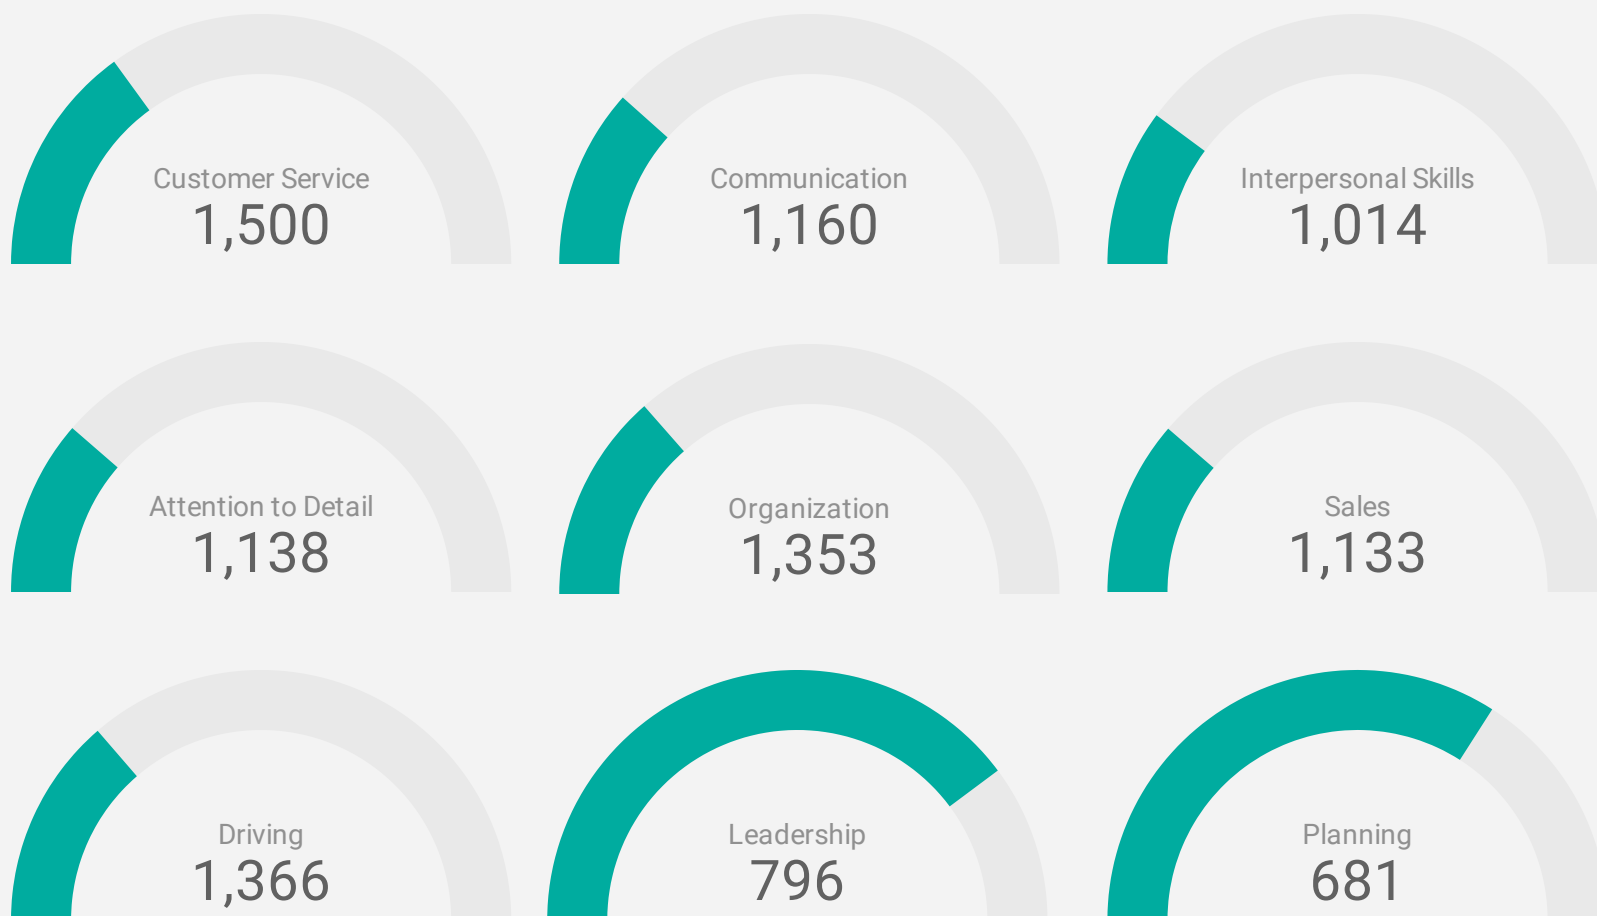 Customer Service
1,500
Communication
1,160
Interpersonal Skills
1,014
Attention to Detail
1,138
Organization
1,353
Sales
1,133
Driving
1,366
Leadership
796
Planning
681